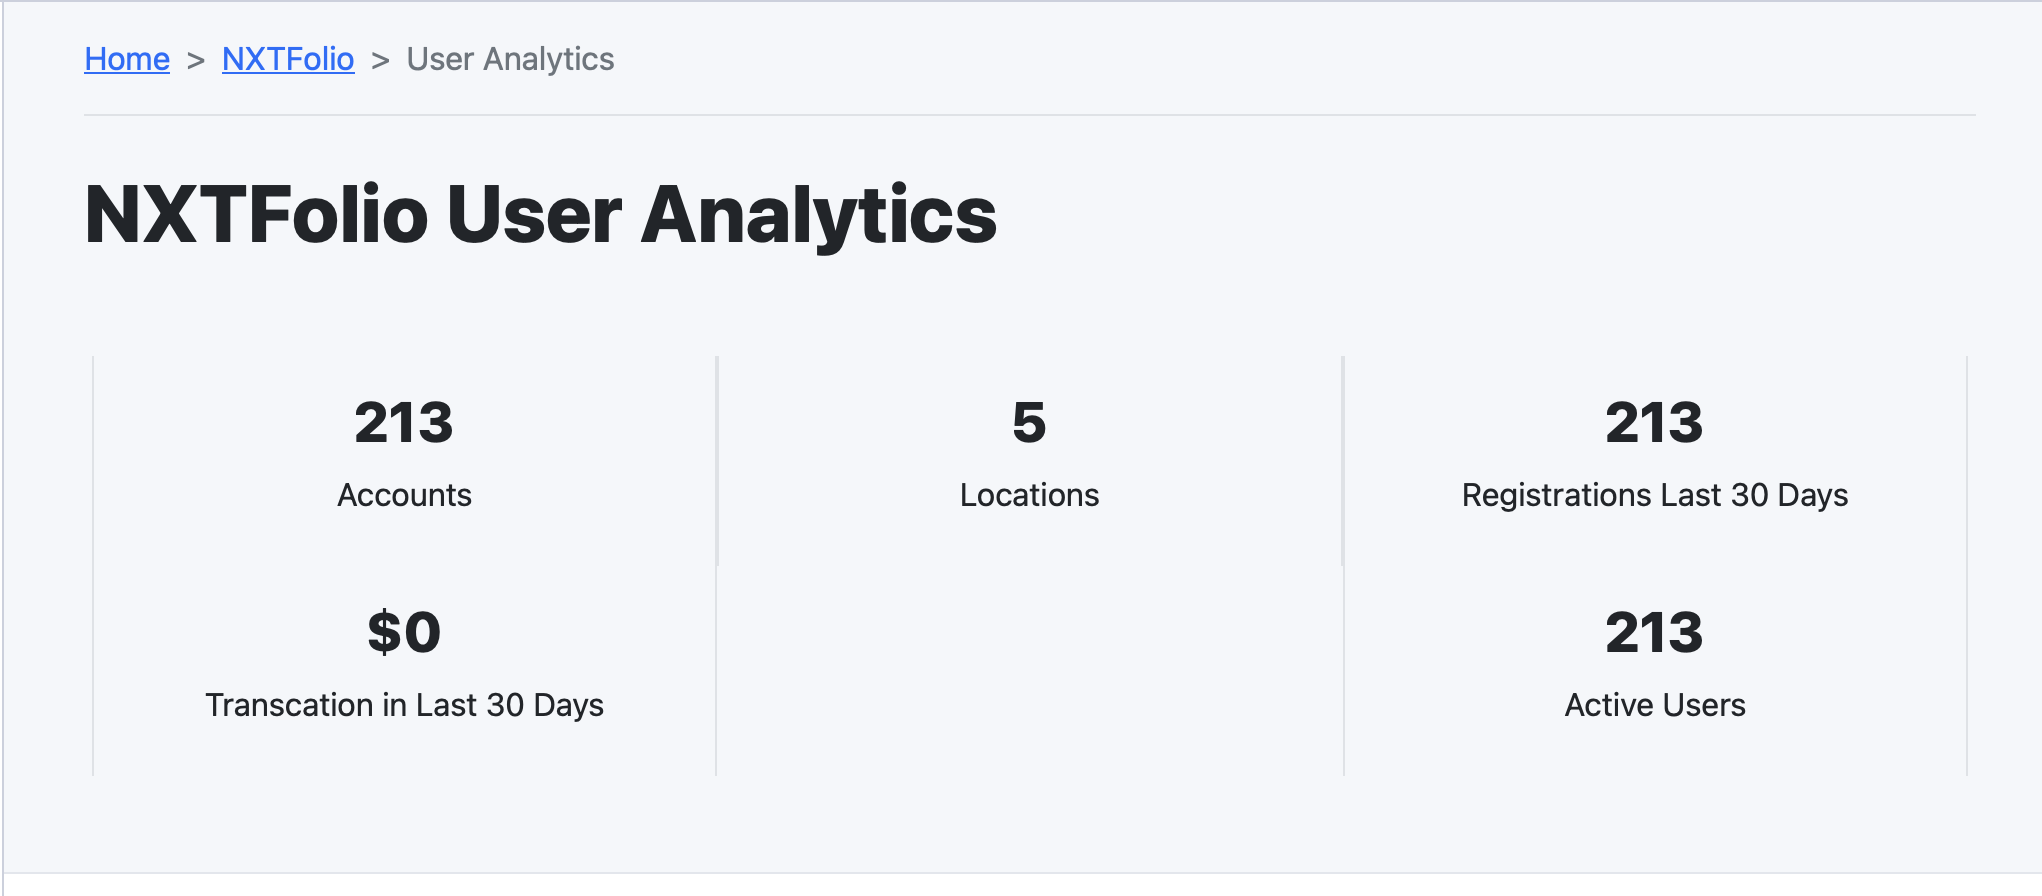 Home > NXTFolio > User Analytics
NXTFolio User Analytics
213
Accounts
5
Locations
213
Registrations Last 30 Days
$0
Transcation in Last 30 Days
213
Active Users